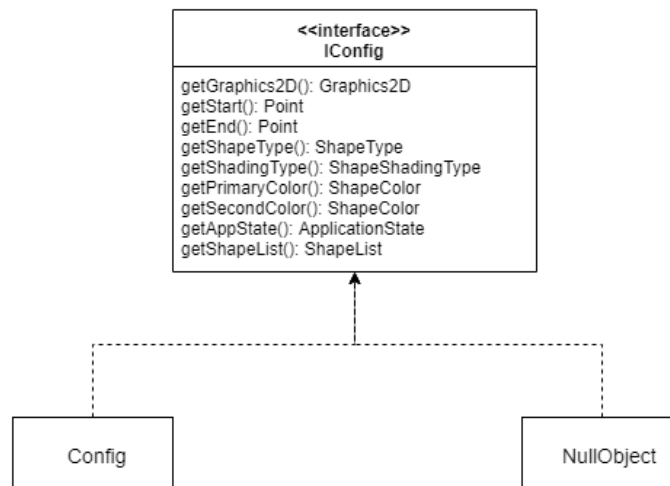 <<interface>>
IConfig
getGraphics2D(): Graphics2D
getStart(): Point
getEnd(): Point
getShapeType(): ShapeType
getShadingType(): ShapeShadingType
getPrimaryColor(): ShapeColor
getSecondColor(): ShapeColor
getAppState(): ApplicationState
getShapeList(): ShapeList
Config
NullObject